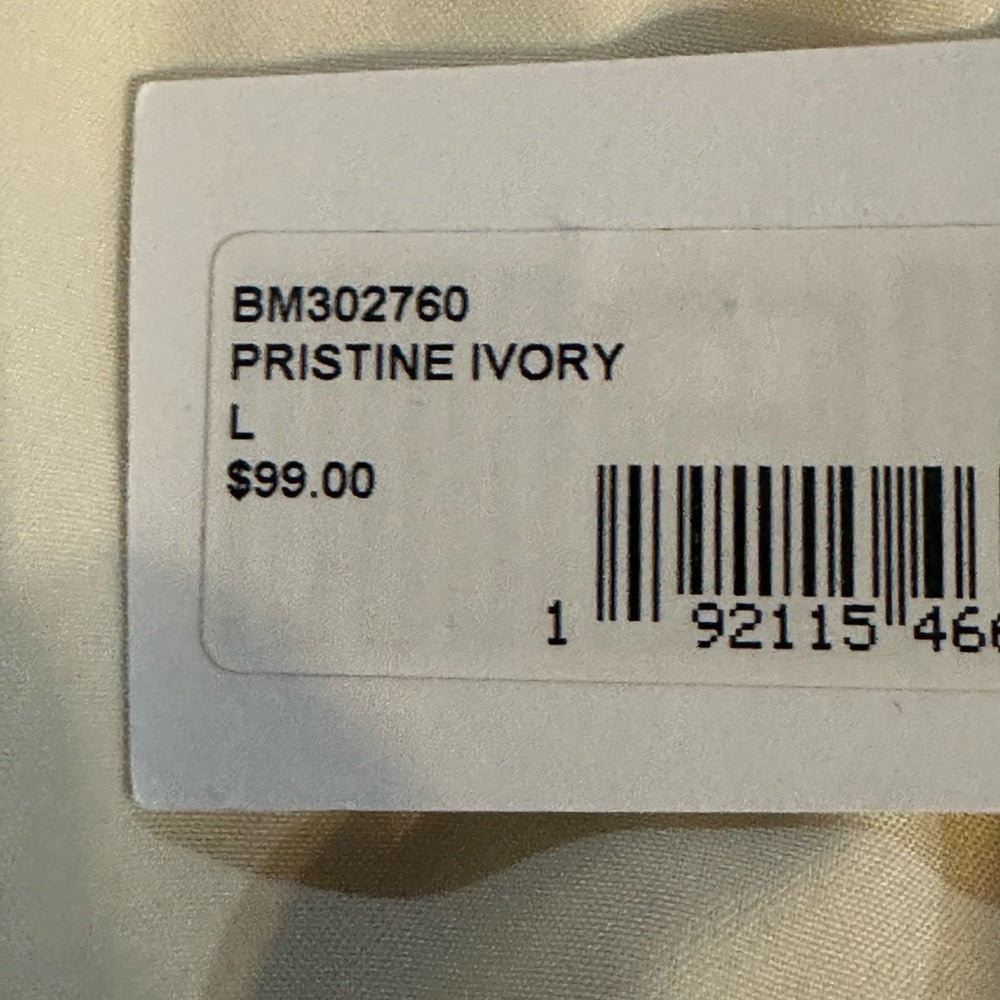 BM302760
PRISTINE IVORY
L
$99.00
1 92115 46